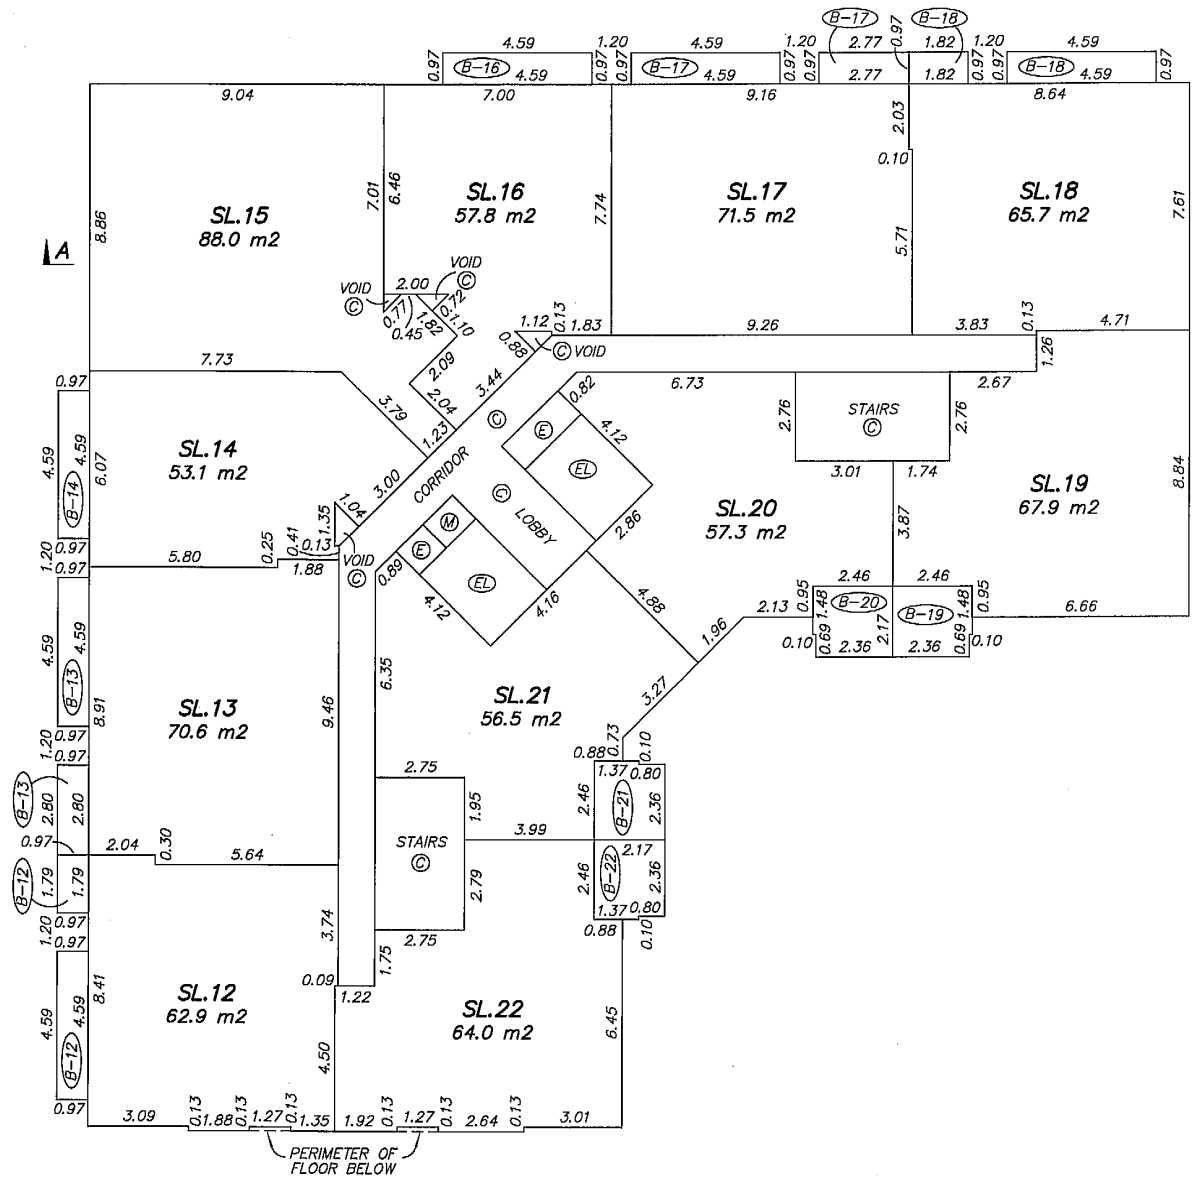 B-17
0.97
B-18
4.59
1.20
4.59
1.20
2.77
1.82
1.20
4.59
0.97
B-16
4.59
0.97
0.97
B-17
4.59
0.97
0.97
2.77
1.82
0.97
0.97
B-18
4.59
0.97
9.04
7.00
9.16
8.64
2.03
0.10
SL.15
88.0 m2
8.86
7.01
6.46
SL.16
57.8 m2
7.74
SL.17
71.5 m2
5.71
SL.18
65.7 m2
7.61
A
VOID
C
2.00
VOID
C
0.77
0.45
1.82
0.72
1.10
1.12
0.13
1.83
0.88
C VOID
9.26
3.83
0.13
4.71
1.26
7.73
2.09
3.44
0.82
6.73
2.67
0.97
3.79
2.04
1.23
C
E
4.12
2.76
STAIRS
C
2.76
4.59
4.59
6.07
B-14
SL.14
53.1 m2
3.00
CORRIDOR
EL
3.01
1.74
8.84
SL.19
67.9 m2
1.04
1.35
C
LOBBY
2.86
SL.20
57.3 m2
3.87
M
E
EL
0.97
1.20
0.97
5.80
0.25
0.41
0.13
1.88
VOID
C
0.89
4.12
4.16
4.88
2.46
2.46
0.95
1.48
B-20
2.17
B-19
1.48
0.95
2.13
6.66
0.10
0.69
2.36
2.36
0.69
0.10
1.96
4.59
4.59
B-13
8.91
SL.13
70.6 m2
9.46
6.35
SL.21
56.5 m2
3.27
0.73
0.97
1.20
0.97
0.88
0.10
1.37
0.80
2.75
1.95
2.46
B-21
2.36
B-13
2.80
2.80
0.97
2.04
0.30
5.64
STAIRS
C
3.99
2.17
B-12
1.79
1.79
2.79
2.46
B-22
2.36
1.37
0.80
0.88
0.10
0.97
1.20
0.97
3.74
2.75
1.75
4.59
4.59
B-12
8.41
SL.12
62.9 m2
0.09
1.22
SL.22
64.0 m2
6.45
4.50
0.97
3.09
0.13
1.88
0.13
1.27
0.13
1.35
1.92
0.13
1.27
0.13
2.64
0.13
3.01
PERIMETER OF
FLOOR BELOW